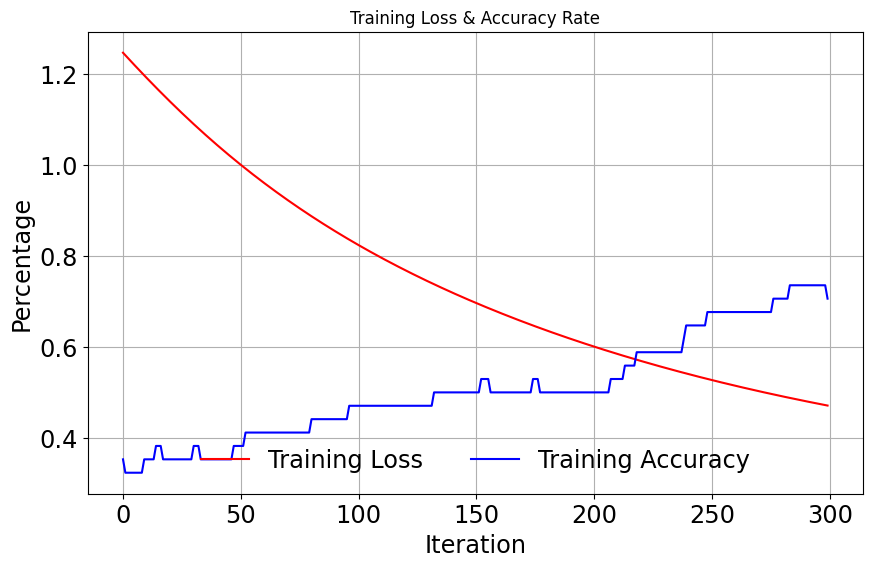 Training Loss & Accuracy Rate
Percentage
1.2
1.0
0.8
0.6
0.4
Training Loss
Training Accuracy
0 50 100 150 200 250 300
Iteration